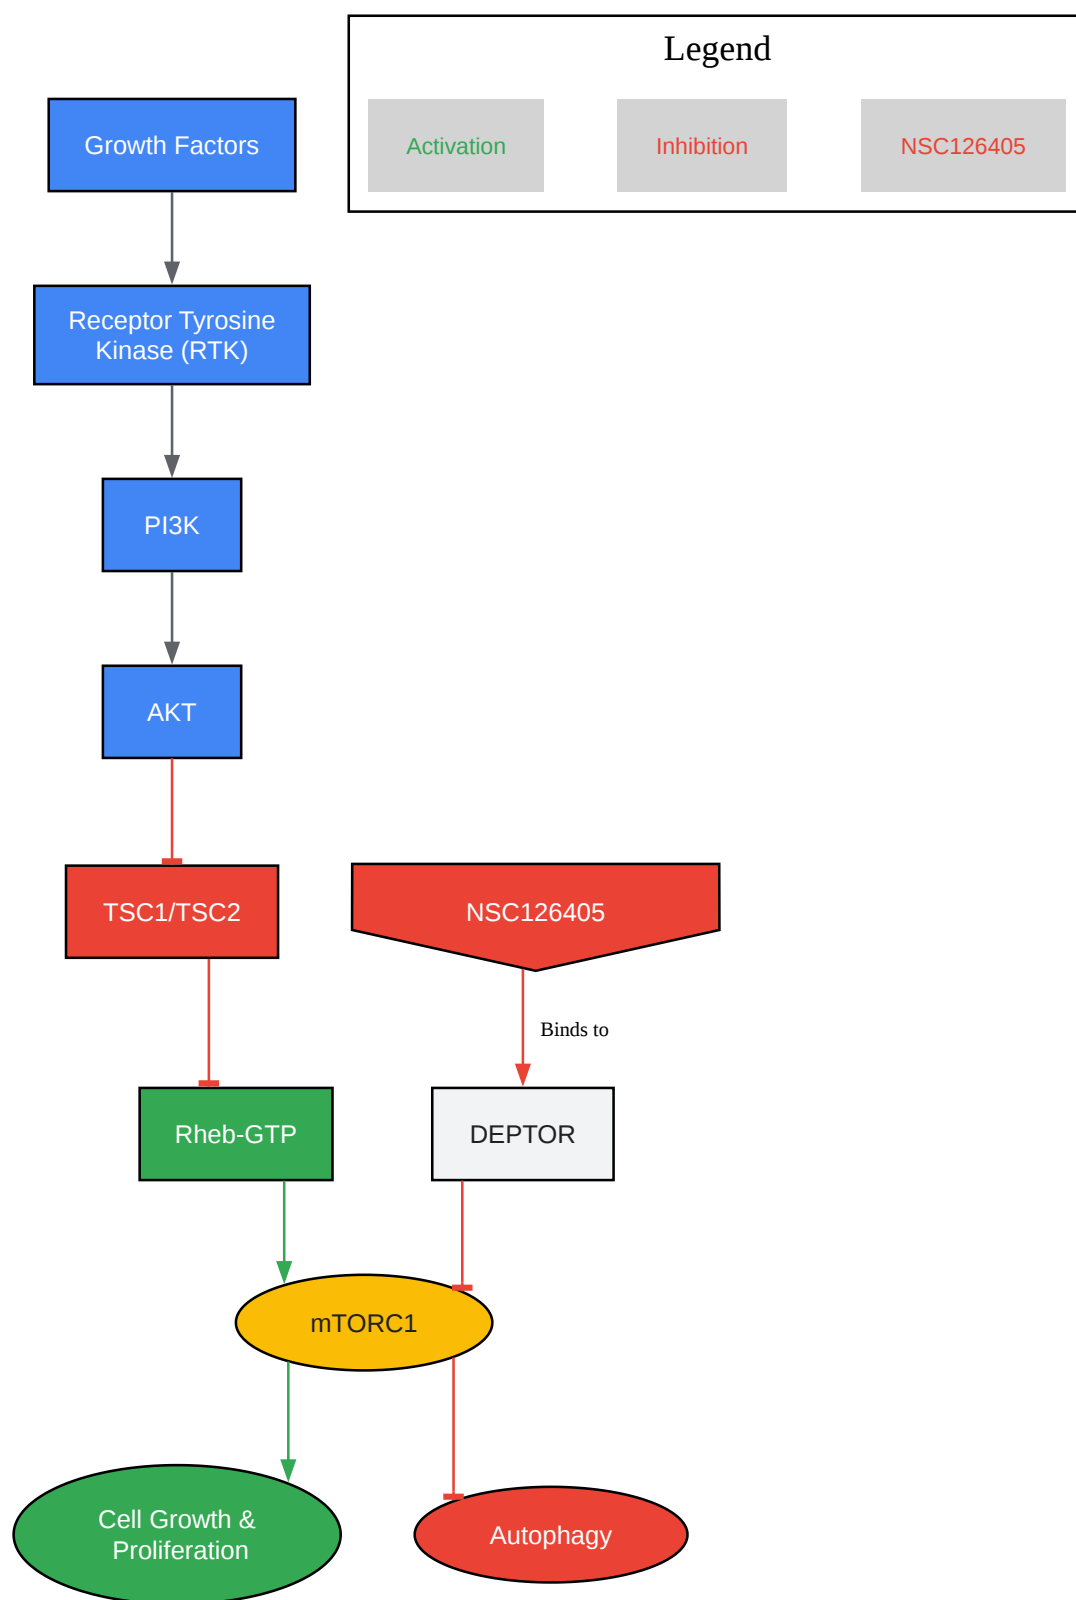 Legend
Growth Factors
Activation
Inhibition
NSC126405
Receptor Tyrosine
Kinase (RTK)
PI3K
AKT
TSC1/TSC2
NSC126405
Binds to
Rheb-GTP
DEPTOR
mTORC1
Cell Growth &
Proliferation
Autophagy